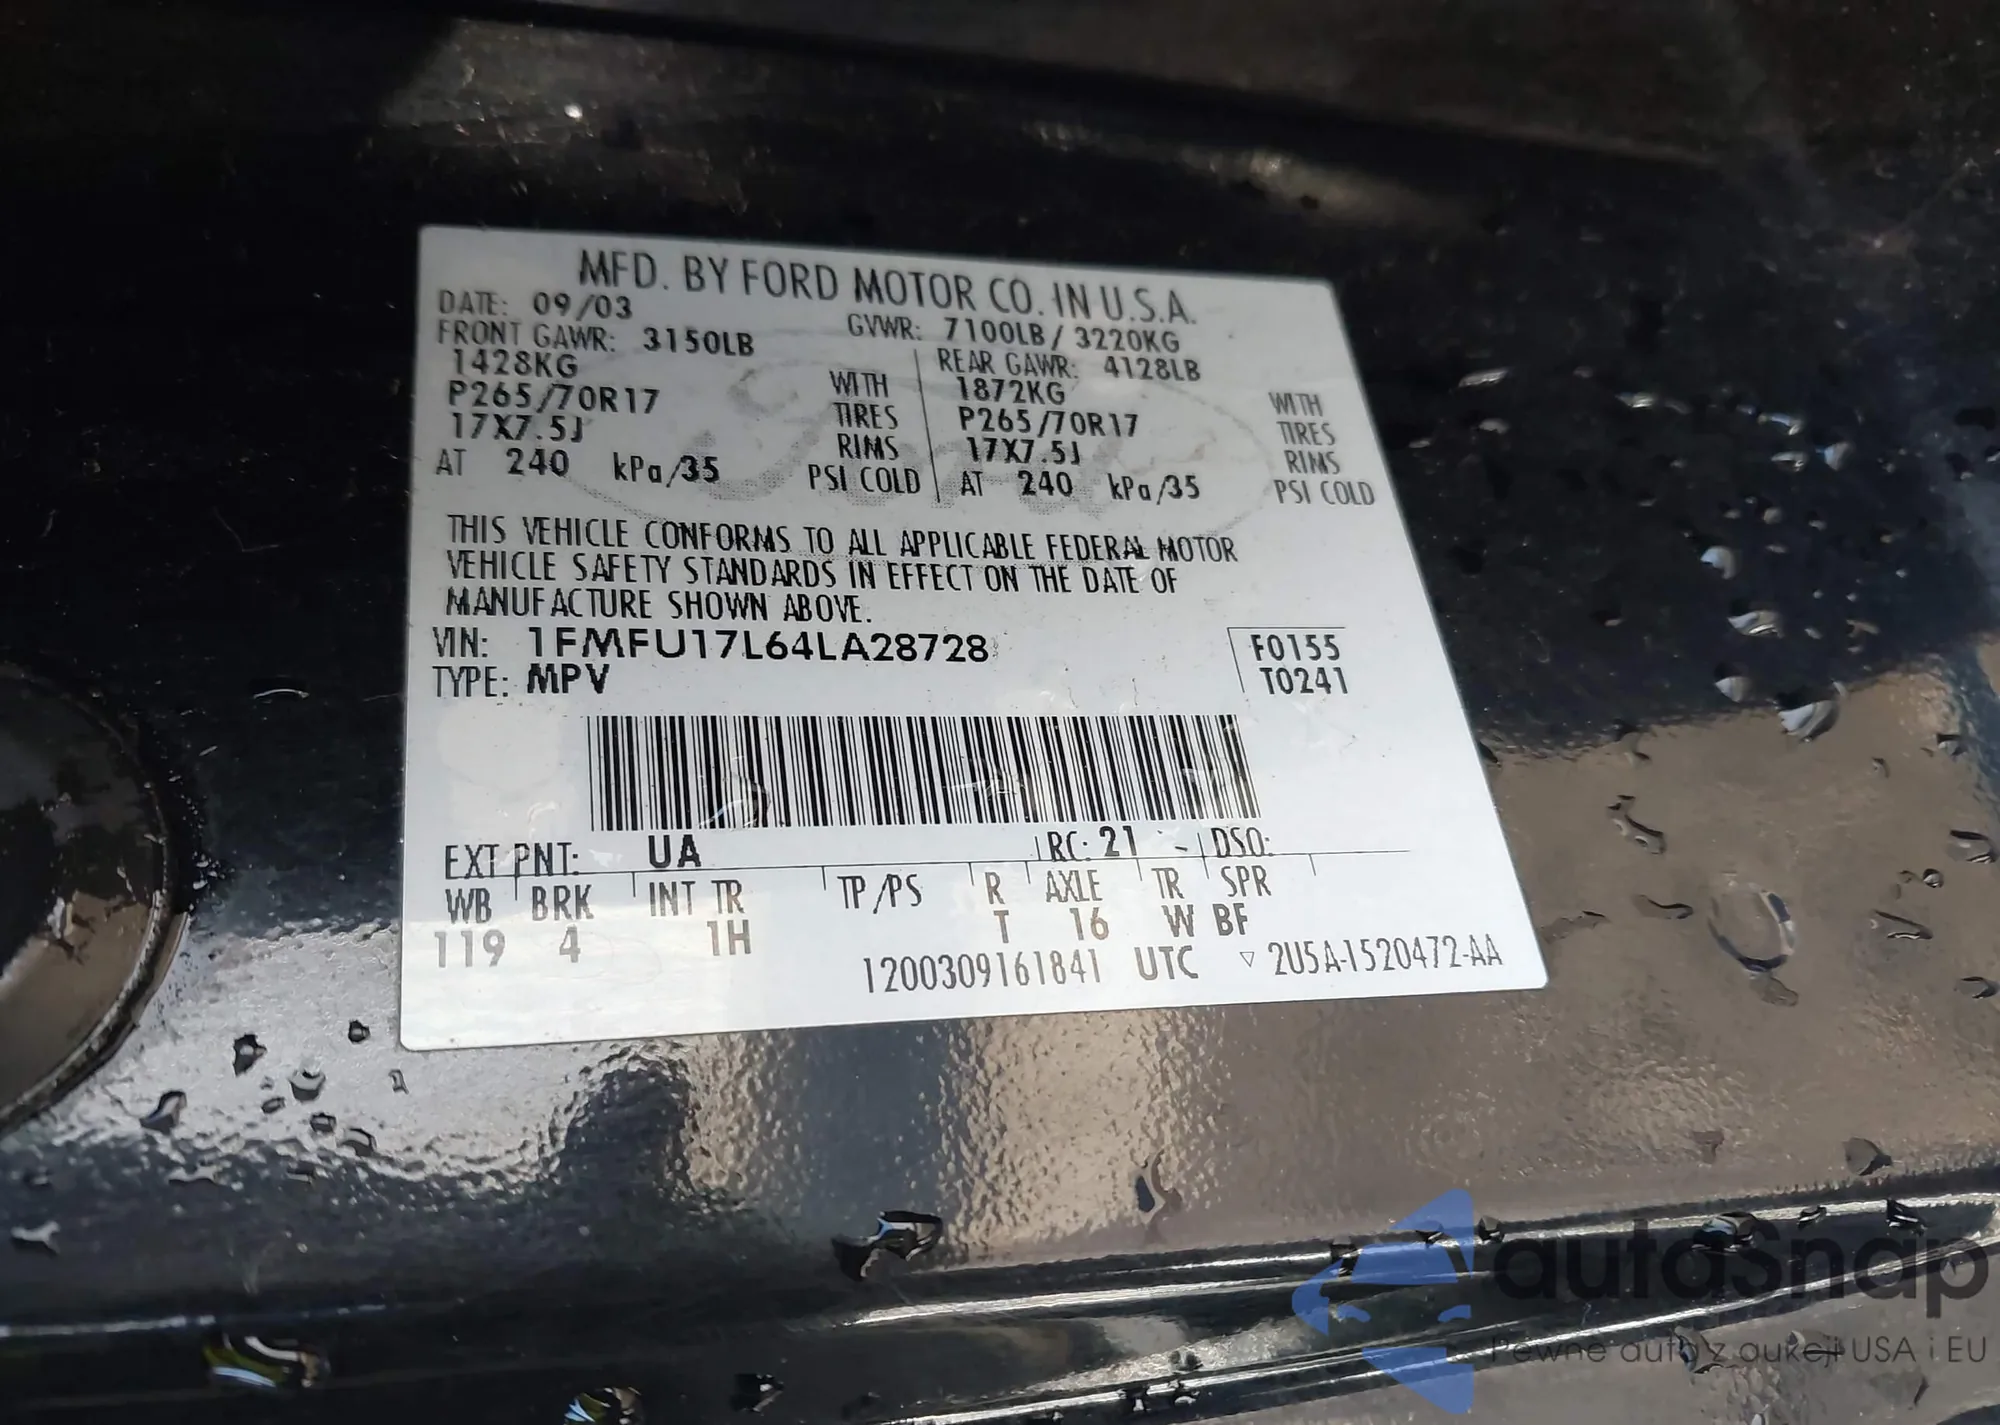 MFD. BY FORD MOTOR CO. IN U.S.A.
DATE: 09/03 GVWR: 7100LB / 3220KG
FRONT GAWR: 3150LB REAR GAWR: 4128LB
1428KG WITH 1872KG WITH
P265/70R17 TIRES P265/70R17 TIRES
17X7.5J RIMS 17X7.5J RIMS
AT 240 kPa/35 PSI COLD AT 240 kPa/35 PSI COLD
THIS VEHICLE CONFORMS TO ALL APPLICABLE FEDERAL MOTOR
VEHICLE SAFETY STANDARDS IN EFFECT ON THE DATE OF
MANUFACTURE SHOWN ABOVE.
VIN: 1FMFU17L64LA28728 F0155
TYPE: MPV T0241
EXT PNT: UA RC: 21 DSO:
WB BRK INT TR TP/PS R AXLE TR SPR
119 4 1H T 16 W BF
1200309161841 UTC ▽ 2U5A-1520472-AA
autoSnap
Pewne auto z aukcji USA i EU